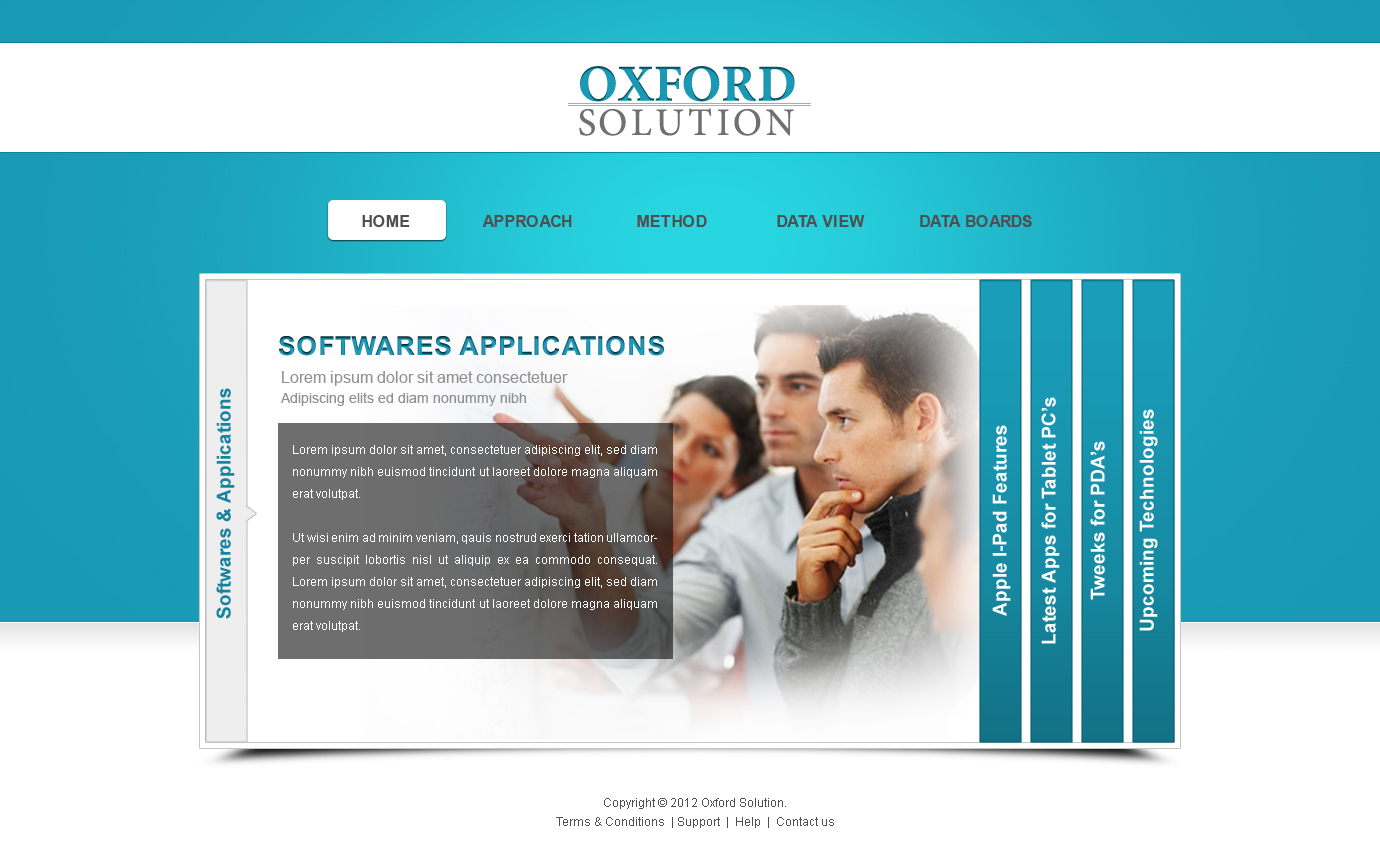 OXFORD
SOLUTION
HOME
APPROACH
METHOD
DATA VIEW
DATA BOARDS
Softwares & Applications
SOFTWARES APPLICATIONS
Lorem ipsum dolor sit amet consectetuer
Adipiscing elits ed diam nonummy nibh
Lorem ipsum dolor sit amet, consectetuer adipiscing elit, sed diam
nonummy nibh euismod tincidunt ut laoreet dolore magna aliquam
erat volutpat.
Ut wisi enim ad minim veniam, qauis nostrud exerci tation ullamcor-
per suscipit lobortis nisl ut aliquip ex ea commodo consequat.
Lorem ipsum dolor sit amet, consectetuer adipiscing elit, sed diam
nonummy nibh euismod tincidunt ut laoreet dolore magna aliquam
erat volutpat.
Apple I-Pad Features
Latest Apps for Tablet PC's
Tweeks for PDA's
Upcoming Technologies
Copyright © 2012 Oxford Solution.
Terms & Conditions | Support | Help | Contact us